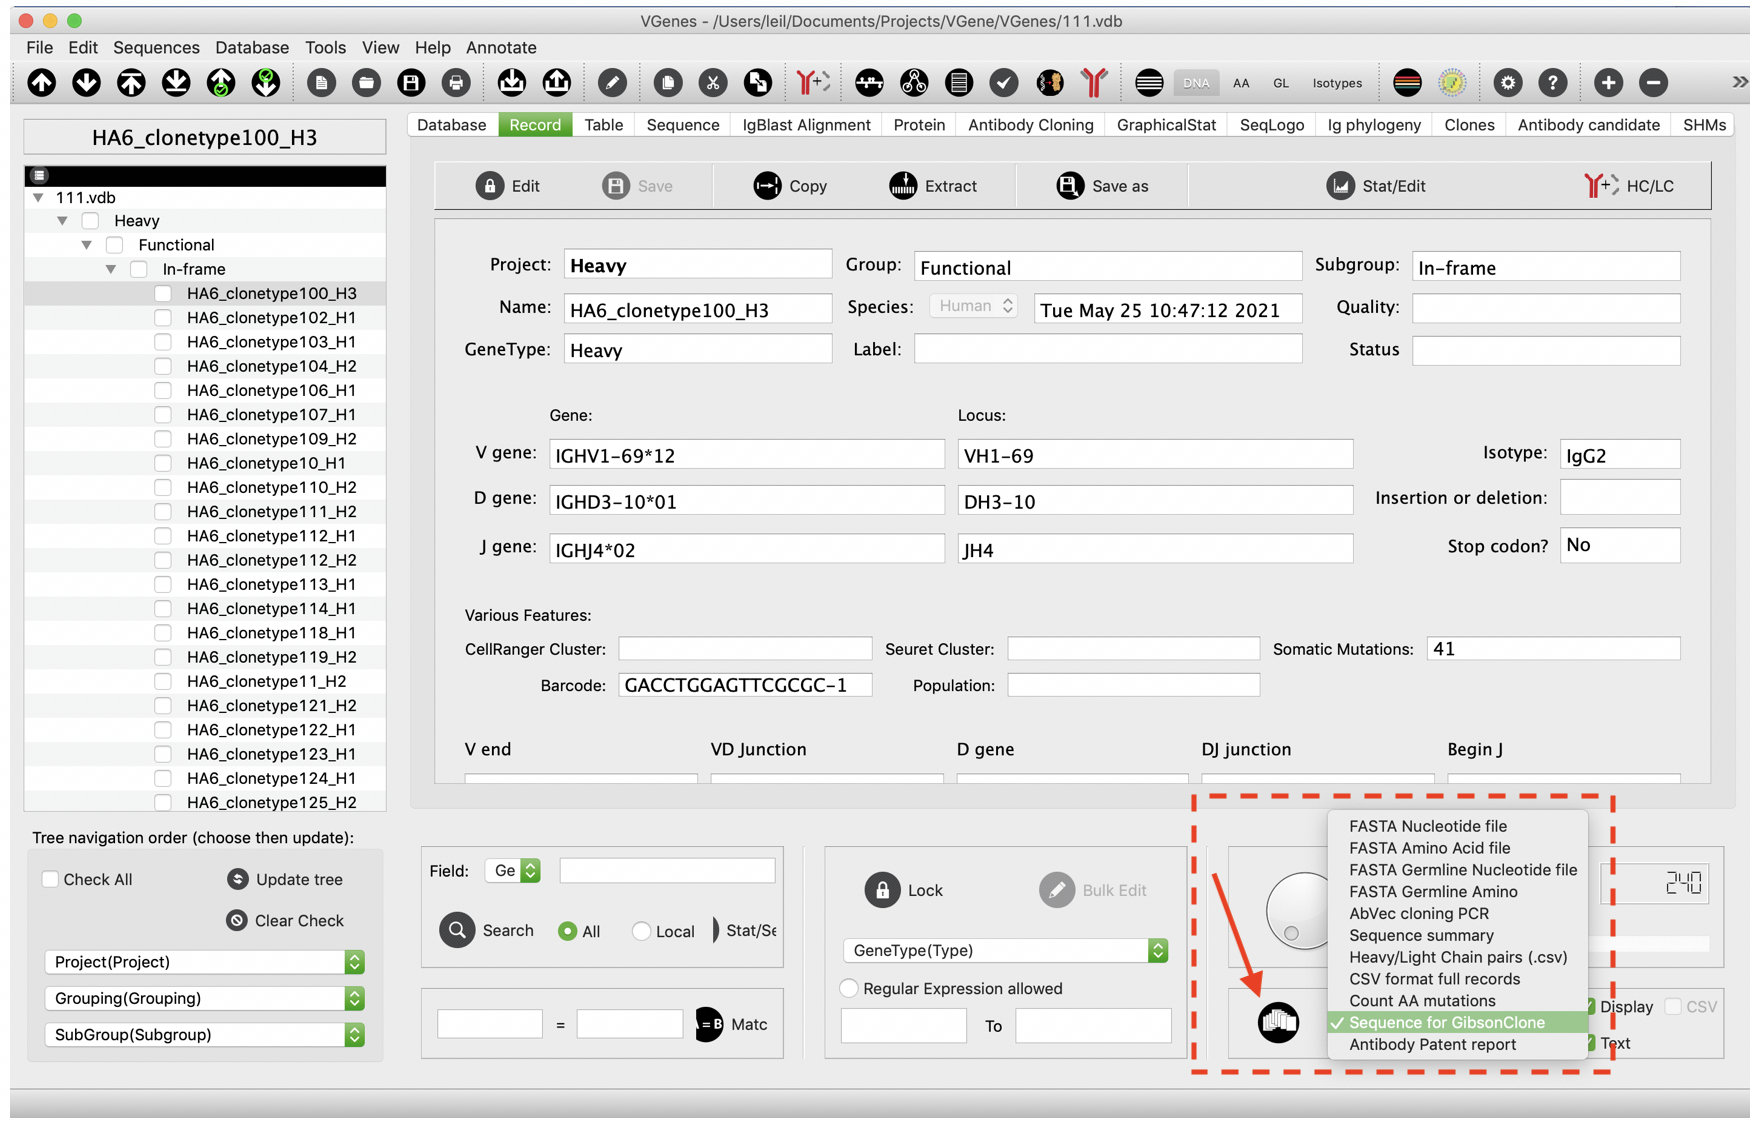 VGenes - /Users/leil/Documents/Projects/VGene/VGenes/111.vdb
File Edit Sequences Database Tools View Help Annotate
DNA AA GL Isotypes
HA6_clonetype100_H3
Database Record Table Sequence IgBlast Alignment Protein Antibody Cloning GraphicalStat SeqLogo Ig phylogeny Clones Antibody candidate SHMs
Edit Save Copy Extract Save as Stat/Edit HC/LC
111.vdb
Heavy
Functional
In-frame
HA6_clonetype100_H3
HA6_clonetype102_H1
HA6_clonetype103_H1
HA6_clonetype104_H2
HA6_clonetype106_H1
HA6_clonetype107_H1
HA6_clonetype109_H2
HA6_clonetype10_H1
HA6_clonetype110_H2
HA6_clonetype111_H2
HA6_clonetype112_H1
HA6_clonetype112_H2
HA6_clonetype113_H1
HA6_clonetype114_H1
HA6_clonetype118_H1
HA6_clonetype119_H2
HA6_clonetype11_H2
HA6_clonetype121_H2
HA6_clonetype122_H1
HA6_clonetype123_H1
HA6_clonetype124_H1
HA6_clonetype125_H2
Project: Heavy Group: Functional Subgroup: In-frame
Name: HA6_clonetype100_H3 Species: Human Tue May 25 10:47:12 2021 Quality:
GeneType: Heavy Label: Status
Gene: Locus:
V gene: IGHV1-69*12 VH1-69 Isotype: IgG2
D gene: IGHD3-10*01 DH3-10 Insertion or deletion:
J gene: IGHJ4*02 JH4 Stop codon? No
Various Features:
CellRanger Cluster: Seuret Cluster: Somatic Mutations: 41
Barcode: GACCTGGAGTTCGCGC-1 Population:
V end VD Junction D gene DJ junction Begin J
Tree navigation order (choose then update):
Check All Update tree
Clear Check
Project(Project)
Grouping(Grouping)
SubGroup(Subgroup)
Field: Ge
Search All Local Stat/Se
= =B Matc
Lock Bulk Edit
GeneType(Type)
Regular Expression allowed
To
FASTA Nucleotide file
FASTA Amino Acid file
FASTA Germline Nucleotide file
FASTA Germline Amino
AbVec cloning PCR
Sequence summary
Heavy/Light Chain pairs (.csv)
CSV format full records
Count AA mutations
Sequence for GibsonClone
Antibody Patent report
240
Display CSV
Text